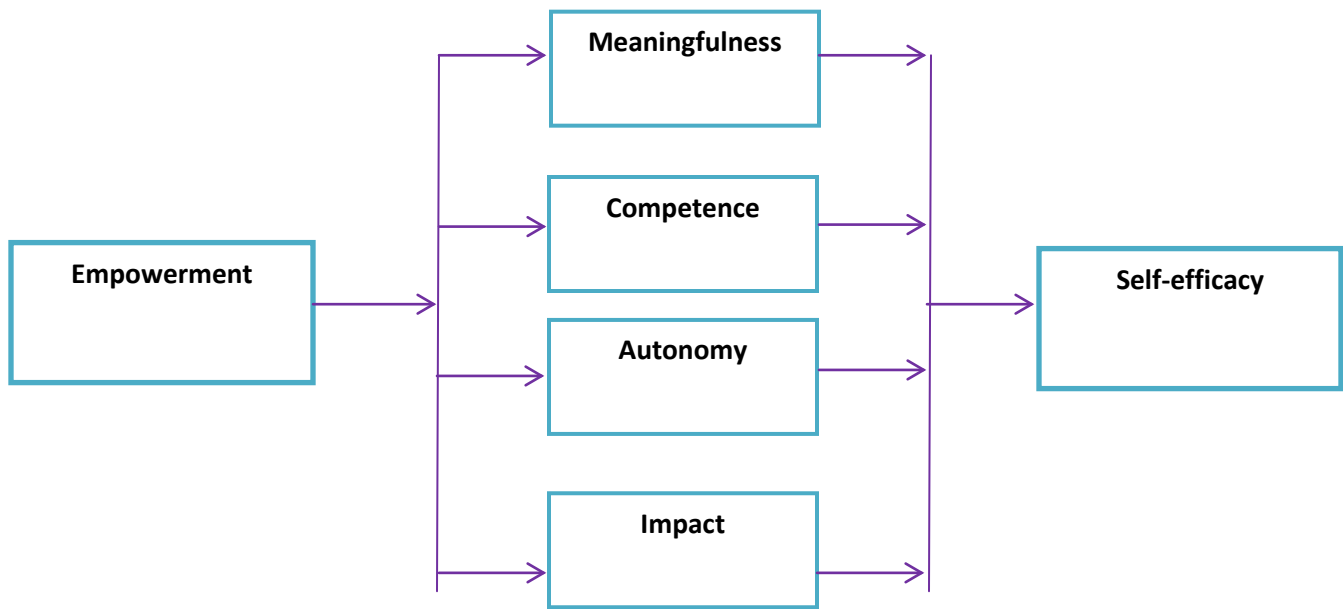 Meaningfulness
Competence
Empowerment
Self-efficacy
Autonomy
Impact